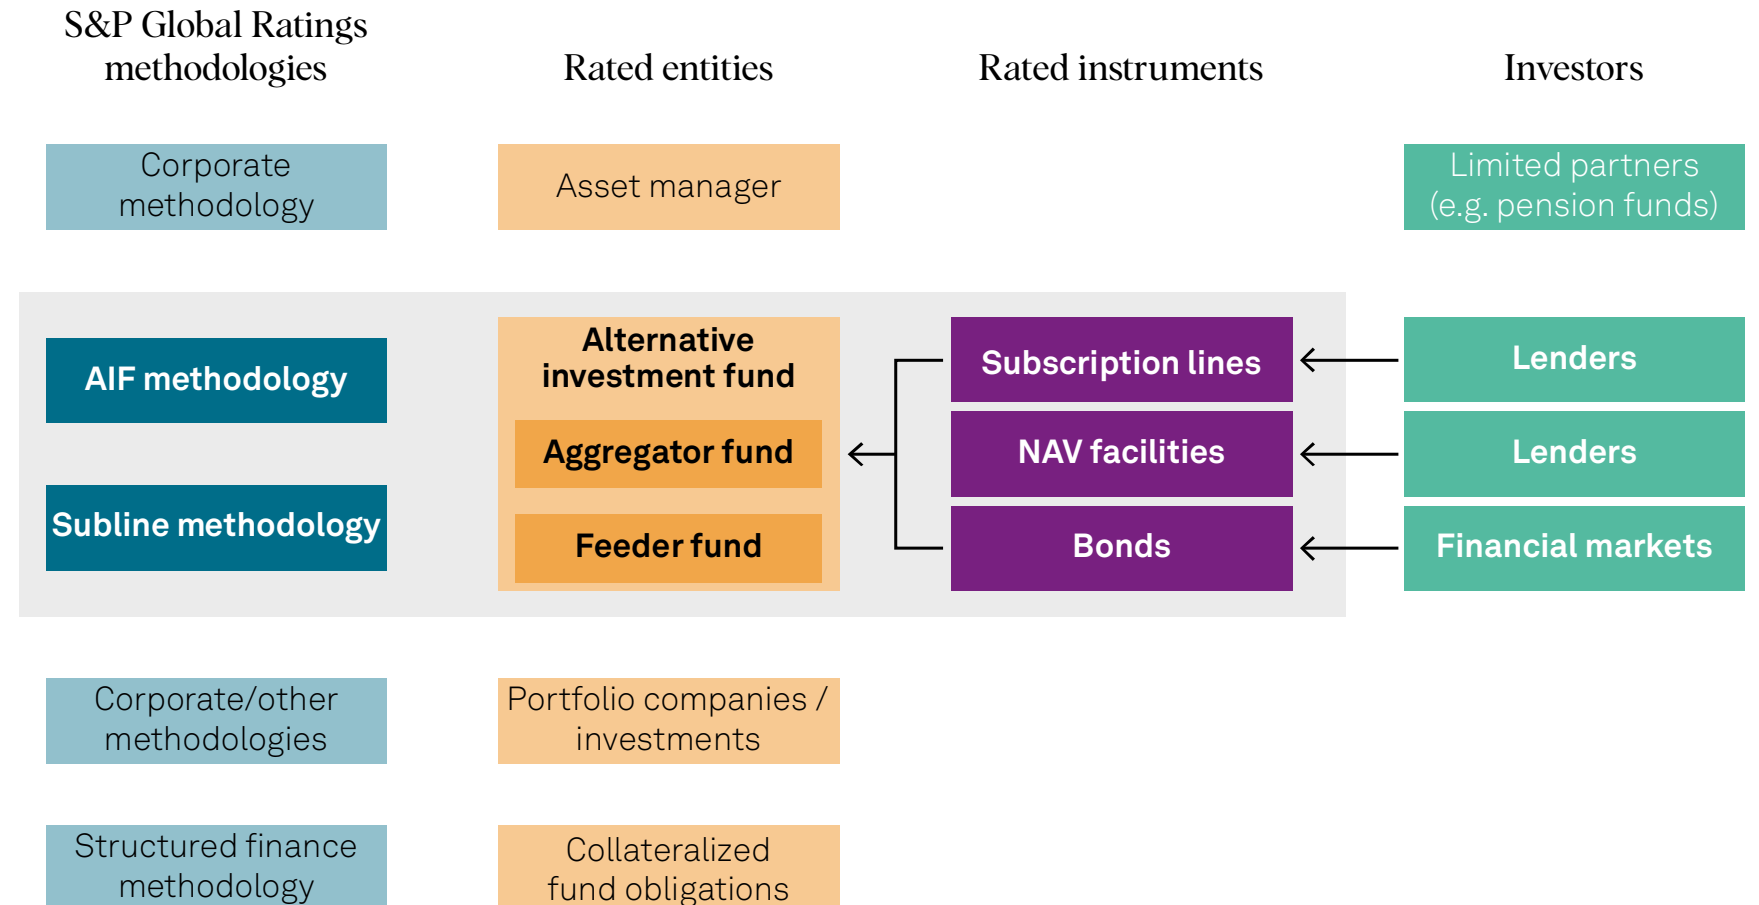 S&P Global Ratings
methodologies
Rated entities
Rated instruments
Investors
Corporate
methodology
Asset manager
Limited partners
(e.g. pension funds)
AIF methodology
Subline methodology
Alternative
investment fund
Aggregator fund
Feeder fund
Subscription lines
NAV facilities
Bonds
Lenders
Lenders
Financial markets
Corporate/other
methodologies
Portfolio companies /
investments
Structured finance
methodology
Collateralized
fund obligations